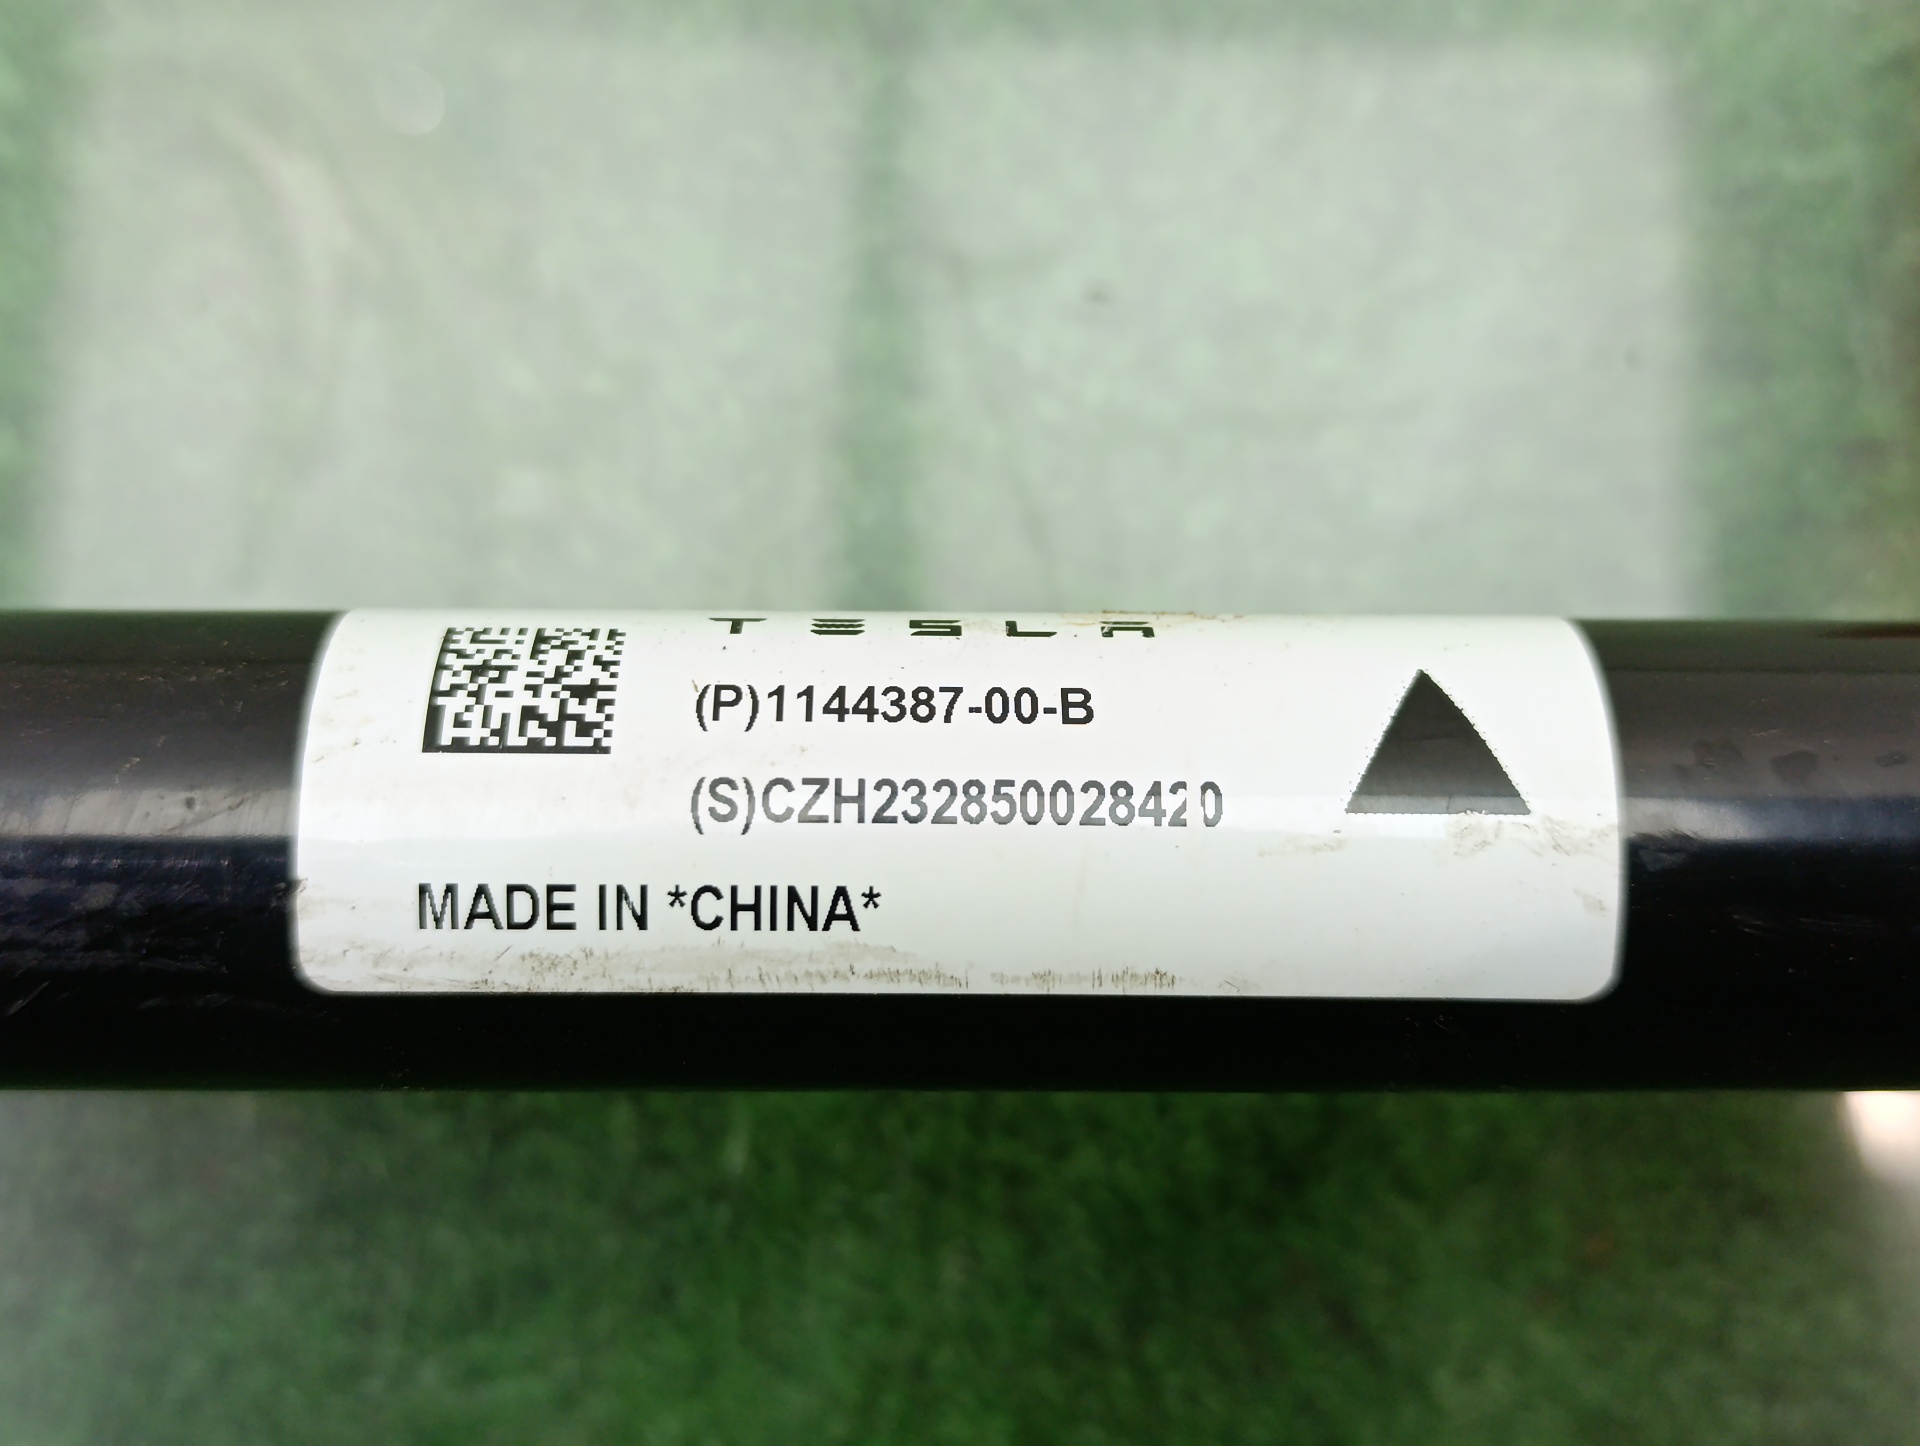 TESLA
(P)1144387-00-B
(S)CZH232850028420
MADE IN *CHINA*